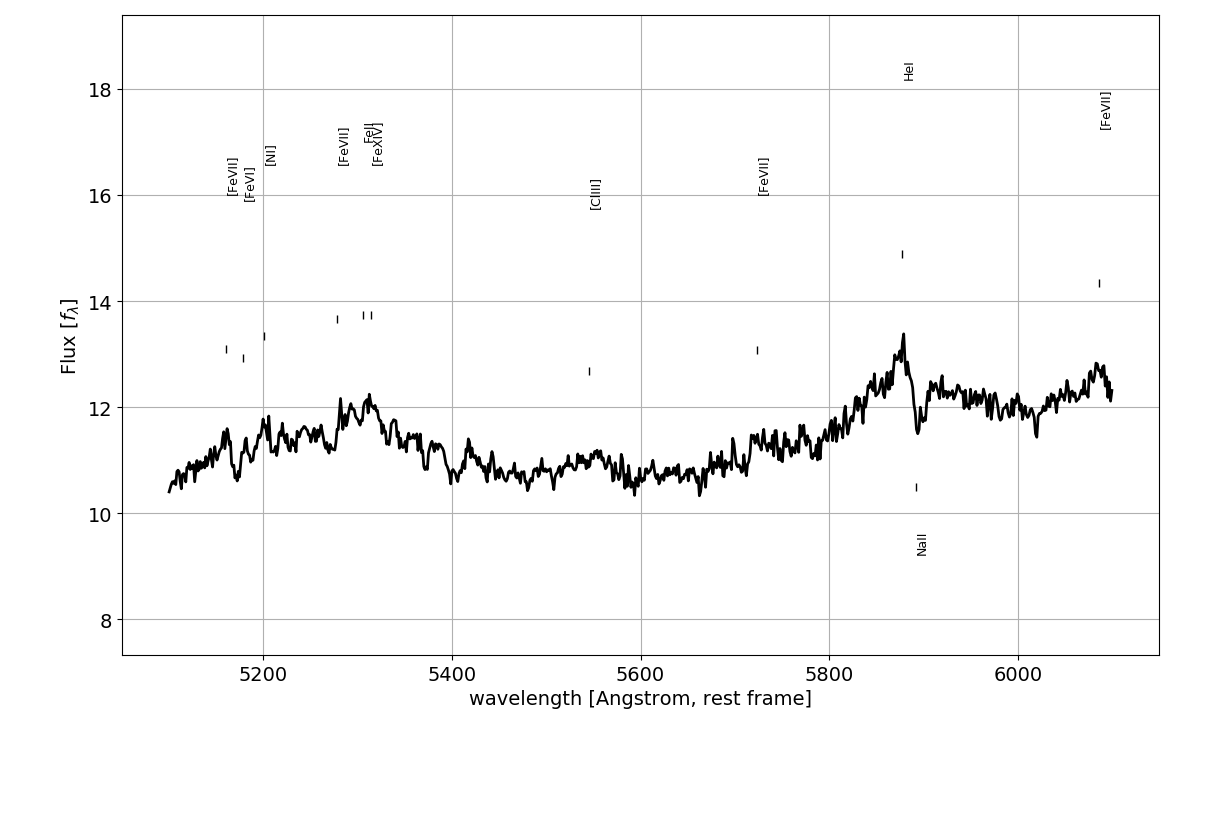 HeI
18
[FeVII]
[FeVII]
FeII
[FeXIV]
[NI]
[FeVII]
[FeVI]
[FeVII]
[ClIII]
16
14
12
10
NaII
8
Flux [fλ]
5200 5400 5600 5800 6000
wavelength [Angstrom, rest frame]